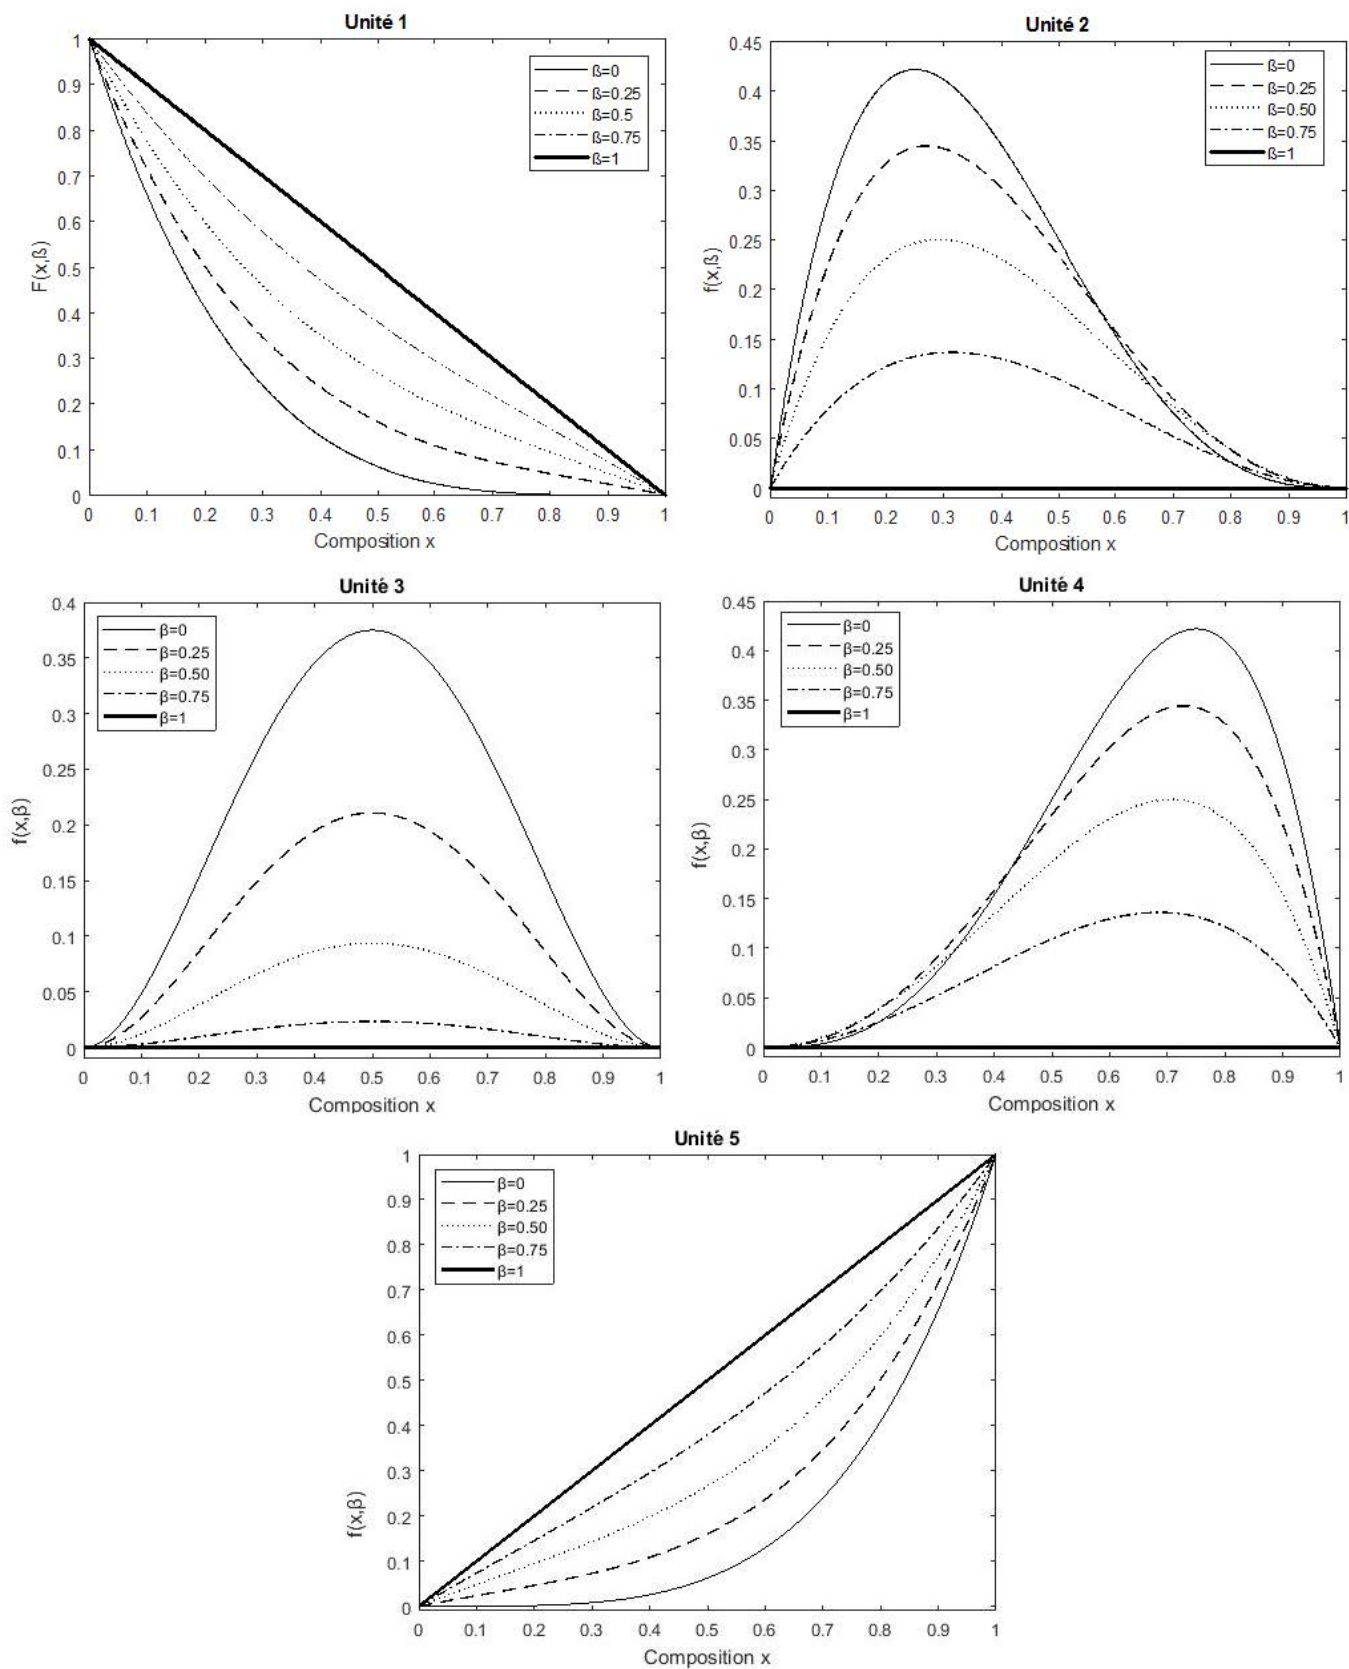 Unité 1
1
0.9
0.8
0.7
0.6
0.5
0.4
0.3
0.2
0.1
0
F(x,ß)
ß=0
ß=0.25
ß=0.5
ß=0.75
ß=1
0 0.1 0.2 0.3 0.4 0.5 0.6 0.7 0.8 0.9 1
Composition x
Unité 2
0.45
0.4
0.35
0.3
0.25
0.2
0.15
0.1
0.05
0
f(x,ß)
ß=0
ß=0.25
ß=0.50
ß=0.75
ß=1
0 0.1 0.2 0.3 0.4 0.5 0.6 0.7 0.8 0.9 1
Composition x
Unité 3
0.4
0.35
0.3
0.25
0.2
0.15
0.1
0.05
0
f(x,β)
β=0
β=0.25
β=0.50
β=0.75
β=1
0 0.1 0.2 0.3 0.4 0.5 0.6 0.7 0.8 0.9 1
Composition x
Unité 4
0.45
0.4
0.35
0.3
0.25
0.2
0.15
0.1
0.05
0
f(x,β)
β=0
β=0.25
β=0.50
β=0.75
β=1
0 0.1 0.2 0.3 0.4 0.5 0.6 0.7 0.8 0.9 1
Composition x
Unité 5
1
0.9
0.8
0.7
0.6
0.5
0.4
0.3
0.2
0.1
0
f(x,β)
β=0
β=0.25
β=0.50
β=0.75
β=1
0 0.1 0.2 0.3 0.4 0.5 0.6 0.7 0.8 0.9 1
Composition x